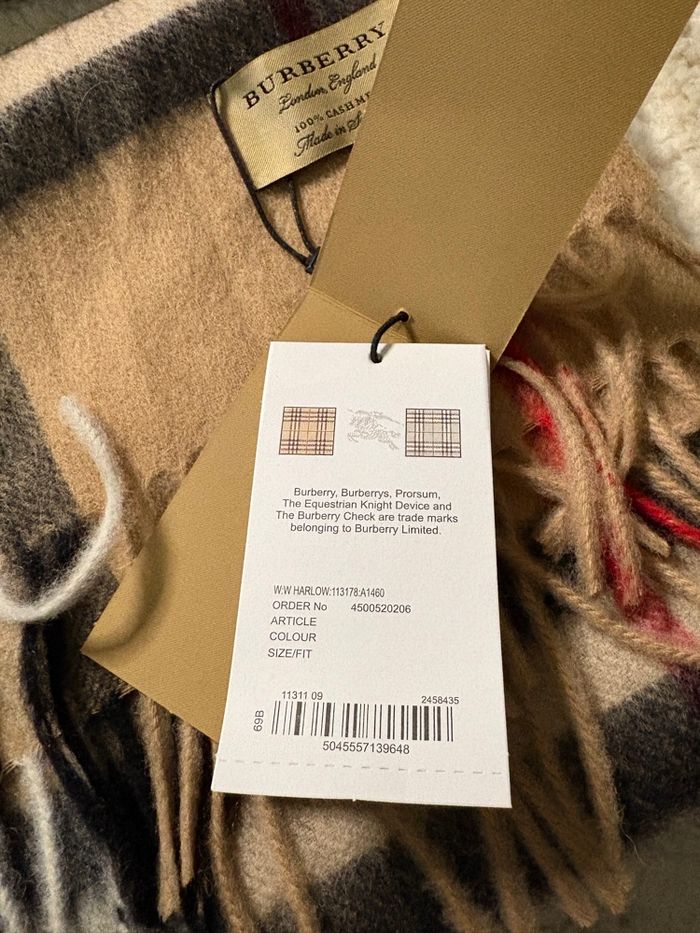 BURBERRY
London, England
100% CASHM
Made in S
Burberry, Burberrys, Prorsum,
The Equestrian Knight Device and
The Burberry Check are trade marks
belonging to Burberry Limited.
W:W HARLOW:113178:A1460
ORDER No 4500520206
ARTICLE
COLOUR
SIZE/FIT
11311 09 2458435
69B
5045557139648